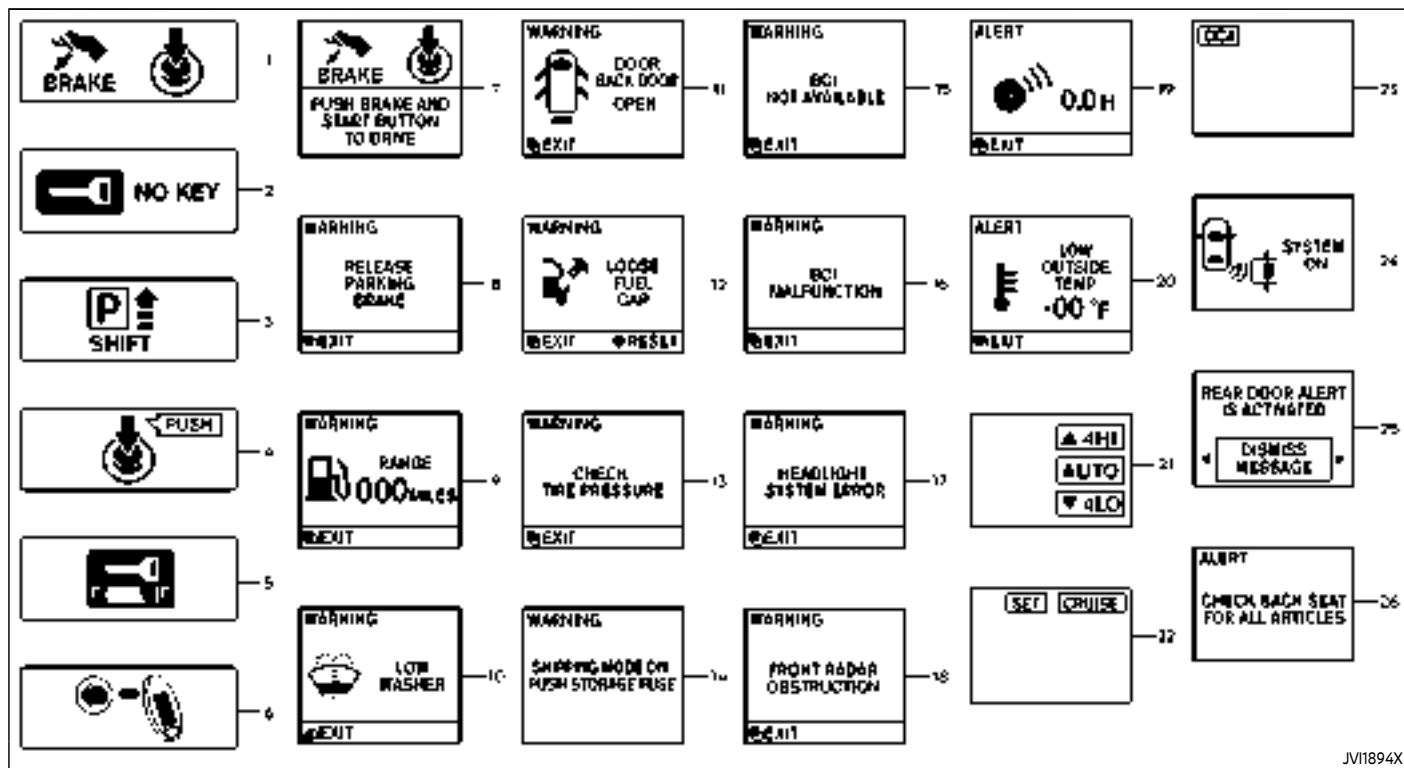 BRAKE
1
NO KEY
2
P
SHIFT
3
PUSH
4
5
6
BRAKE
PUSH BRAKE AND
START BUTTON
TO DRIVE
7
WARNING
RELEASE
PARKING
BRAKE
EXIT
8
WARNING
RANGE
000 MILES
EXIT
9
WARNING
LOW
WASHER
EXIT
10
WARNING
DOOR
BACK DOOR
OPEN
EXIT
11
WARNING
LOOSE
FUEL
CAP
EXIT RESET
12
WARNING
CHECK
TIRE PRESSURE
EXIT
13
WARNING
SHIPPING MODE ON
PUSH STORAGE FUSE
14
WARNING
BCI
NOT AVAILABLE
EXIT
15
WARNING
BCI
MALFUNCTION
EXIT
16
WARNING
HEADLIGHT
SYSTEM ERROR
EXIT
17
WARNING
FRONT RADAR
OBSTRUCTION
EXIT
18
ALERT
0.0 H
EXIT
19
ALERT
LOW
OUTSIDE
TEMP
-00 °F
EXIT
20
▲ 4HI
AUTO
▼ 4LO
21
SET CRUISE
22
23
SYSTEM
ON
24
REAR DOOR ALERT
IS ACTIVATED
DISMISS
MESSAGE
25
ALERT
CHECK BACK SEAT
FOR ALL ARTICLES
26
JVI1894X